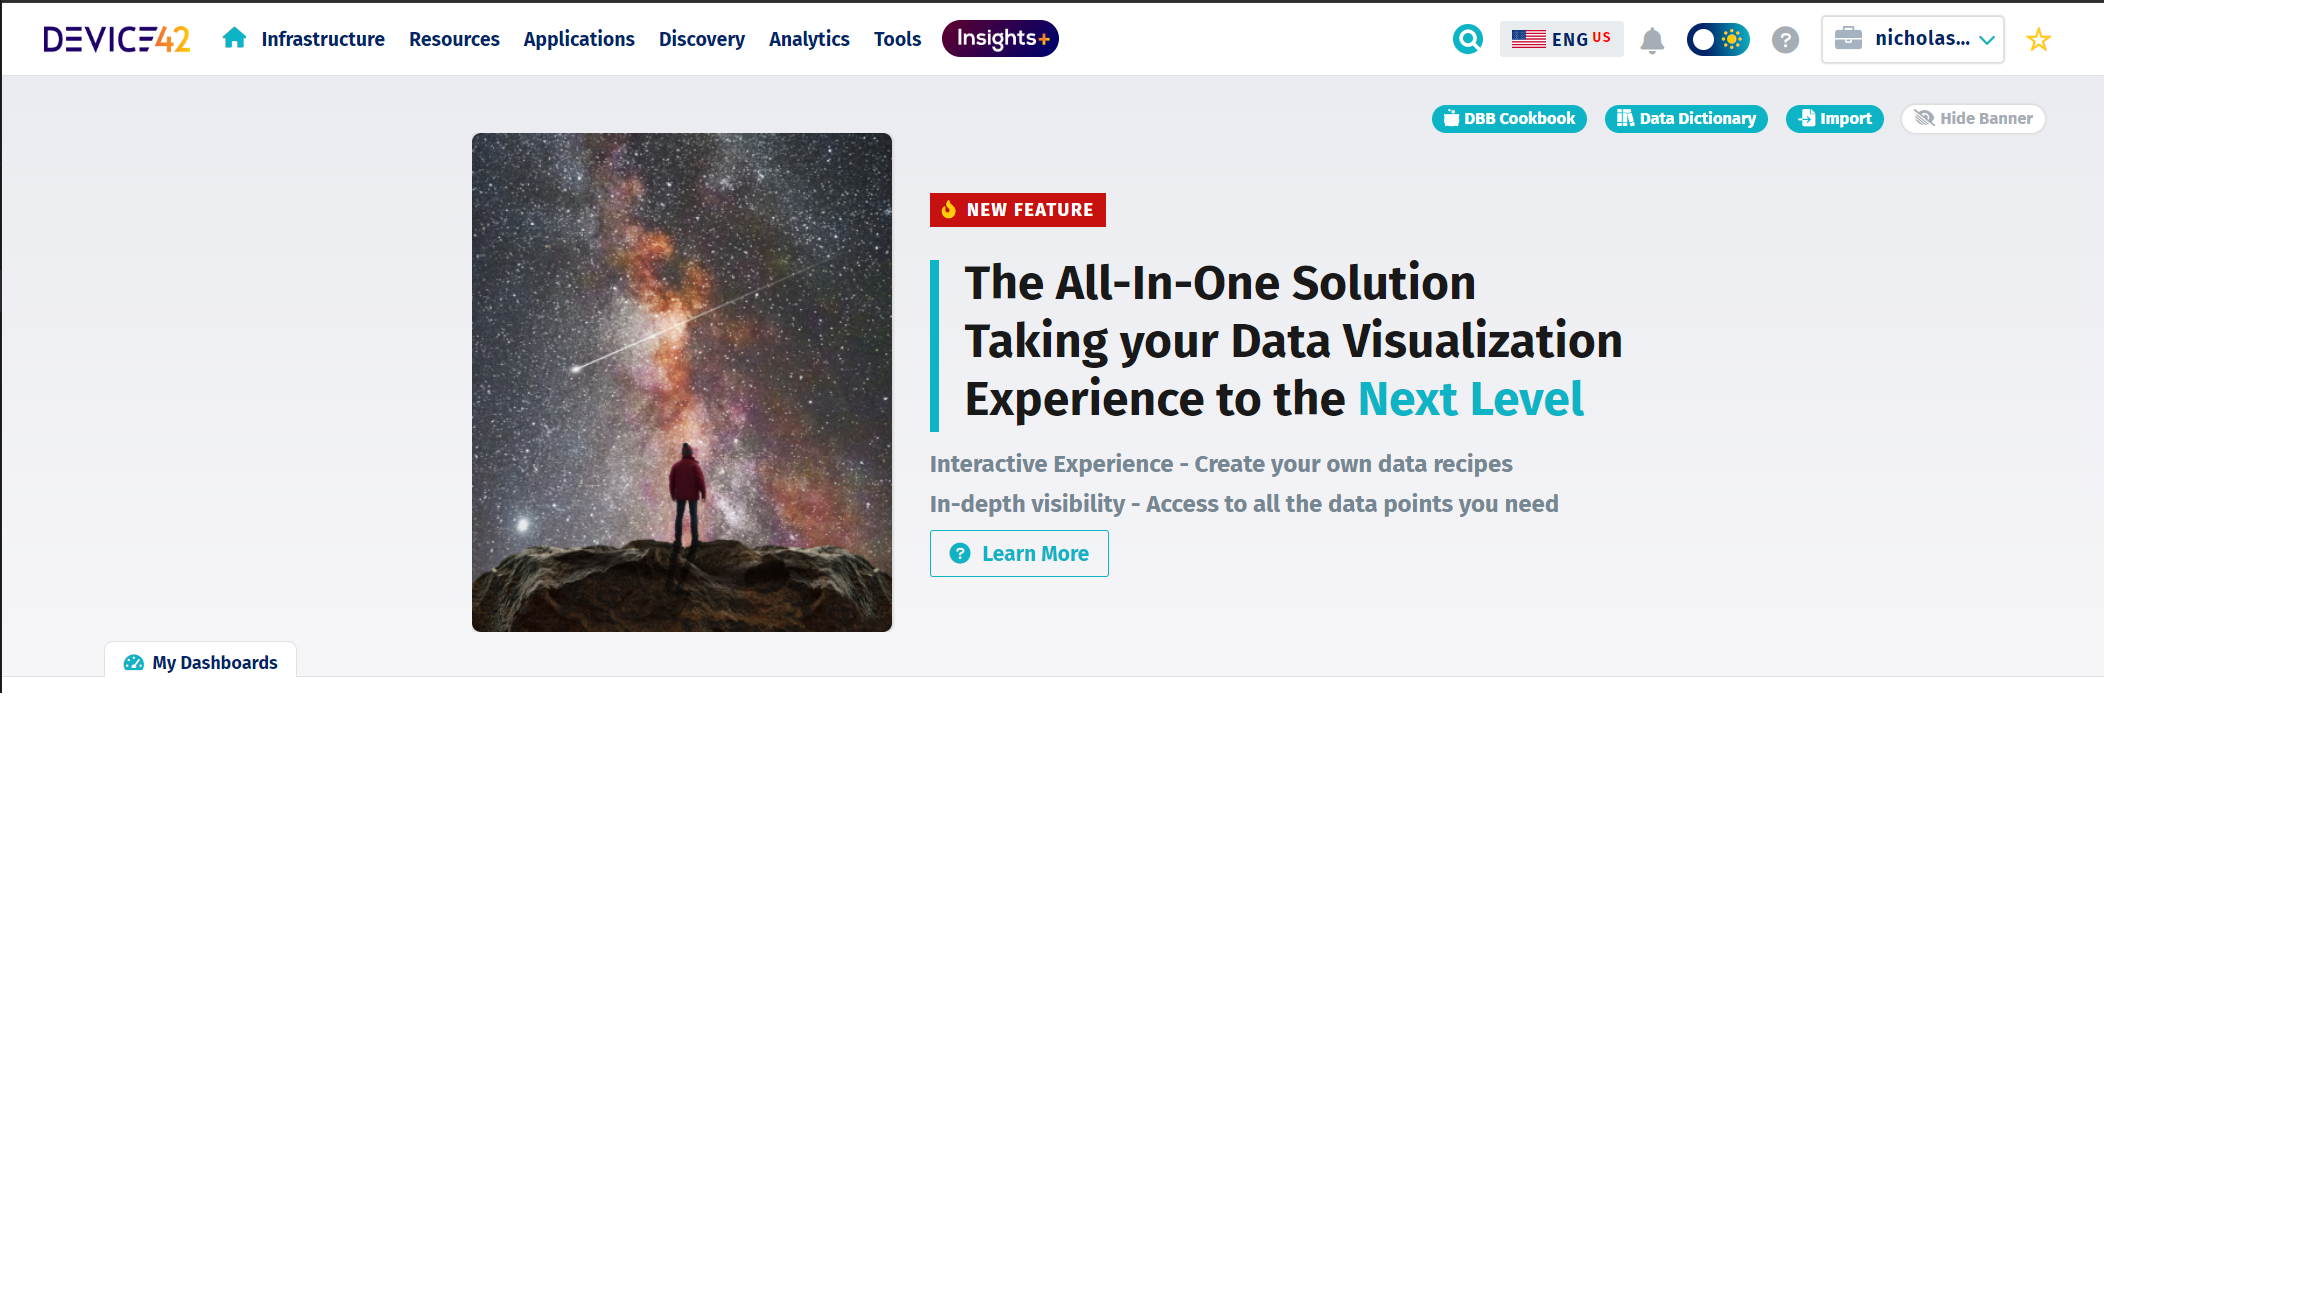 DEVICE42
Infrastructure
Resources
Applications
Discovery
Analytics
Tools
Insights+
ENG US
nicholas...
DBB Cookbook
Data Dictionary
Import
Hide Banner
NEW FEATURE
The All-In-One Solution
Taking your Data Visualization
Experience to the Next Level
Interactive Experience - Create your own data recipes
In-depth visibility - Access to all the data points you need
? Learn More
My Dashboards